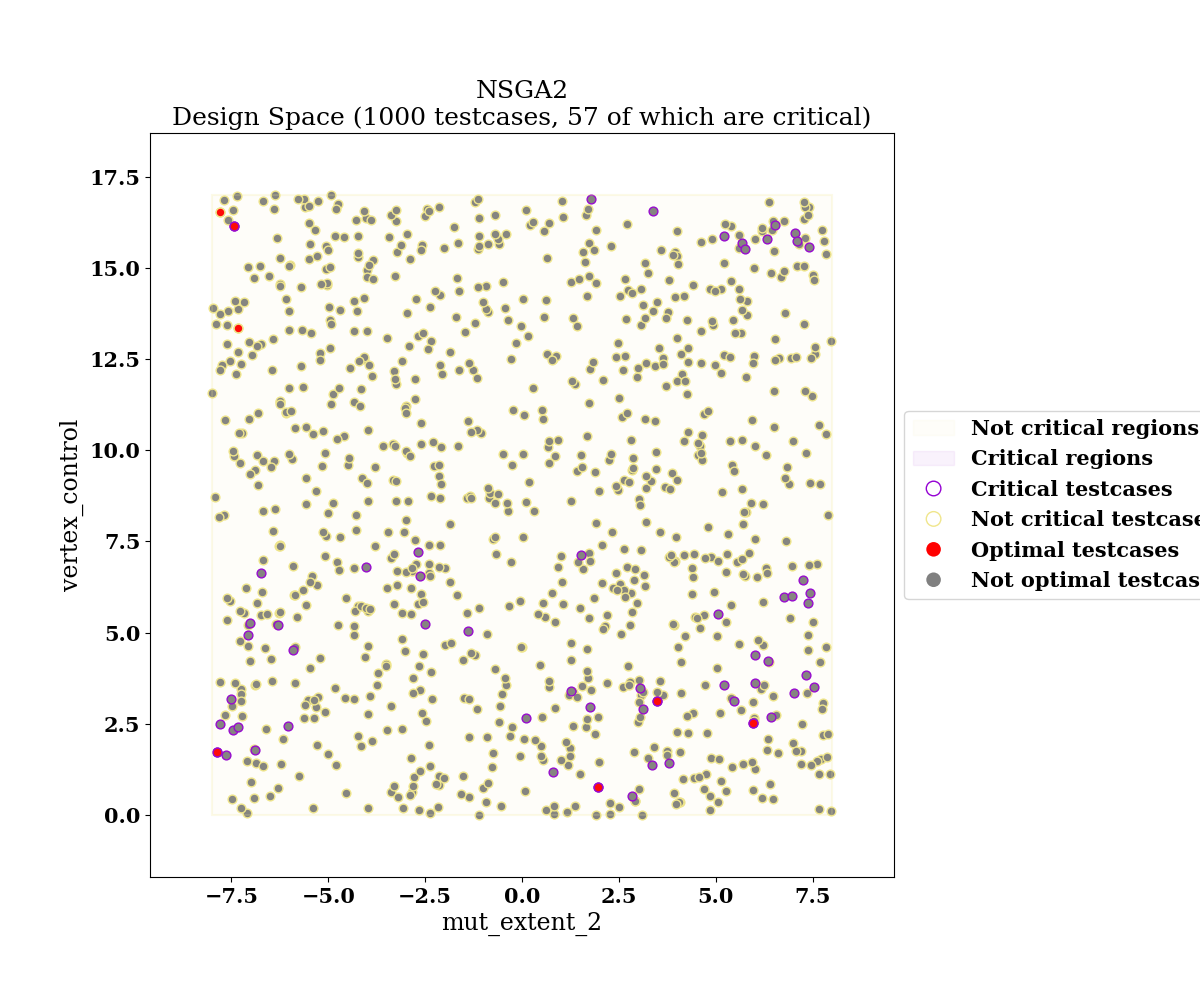 NSGA2
Design Space (1000 testcases, 57 of which are critical)
17.5
15.0
12.5
10.0
7.5
5.0
2.5
0.0
vertex_control
−7.5
−5.0
−2.5
0.0
2.5
5.0
7.5
mut_extent_2
Not critical regions
Critical regions
Critical testcases
Not critical testcase
Optimal testcases
Not optimal testcas